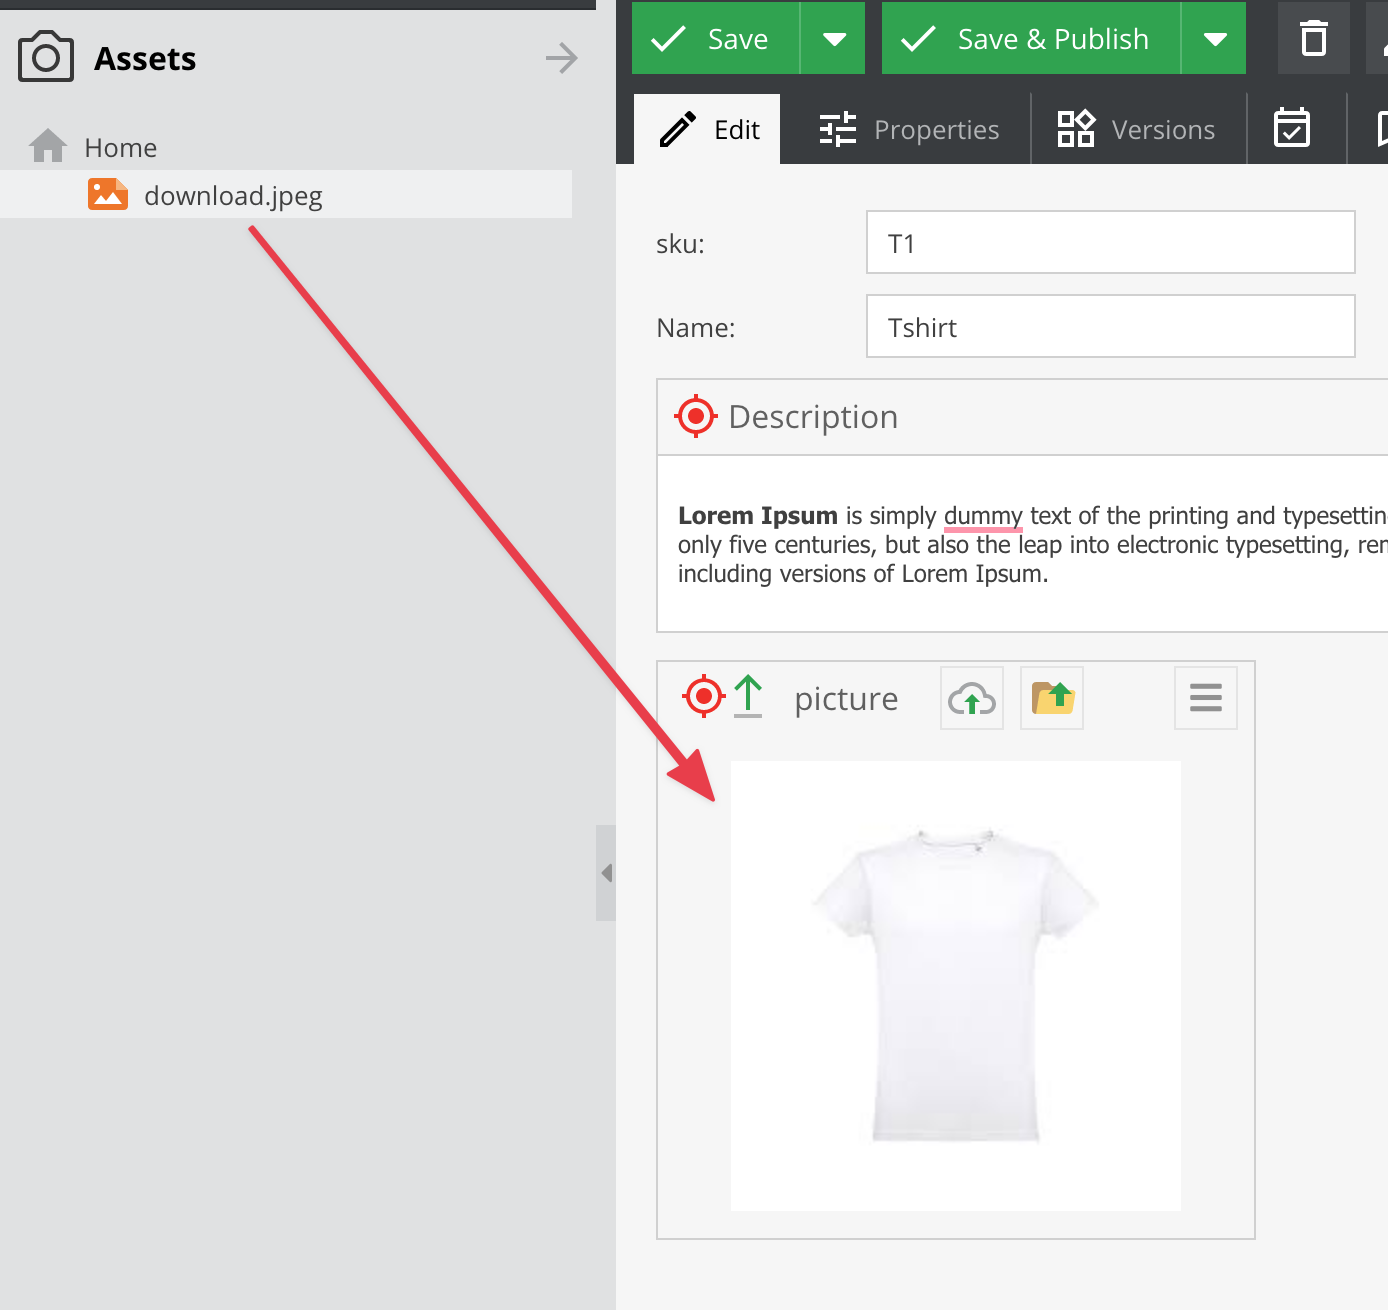 Assets
Home
download.jpeg
Save
Save & Publish
Edit
Properties
Versions
sku:
T1
Name:
Tshirt
Description
Lorem Ipsum is simply dummy text of the printing and typesettin
only five centuries, but also the leap into electronic typesetting, rer
including versions of Lorem Ipsum.
picture